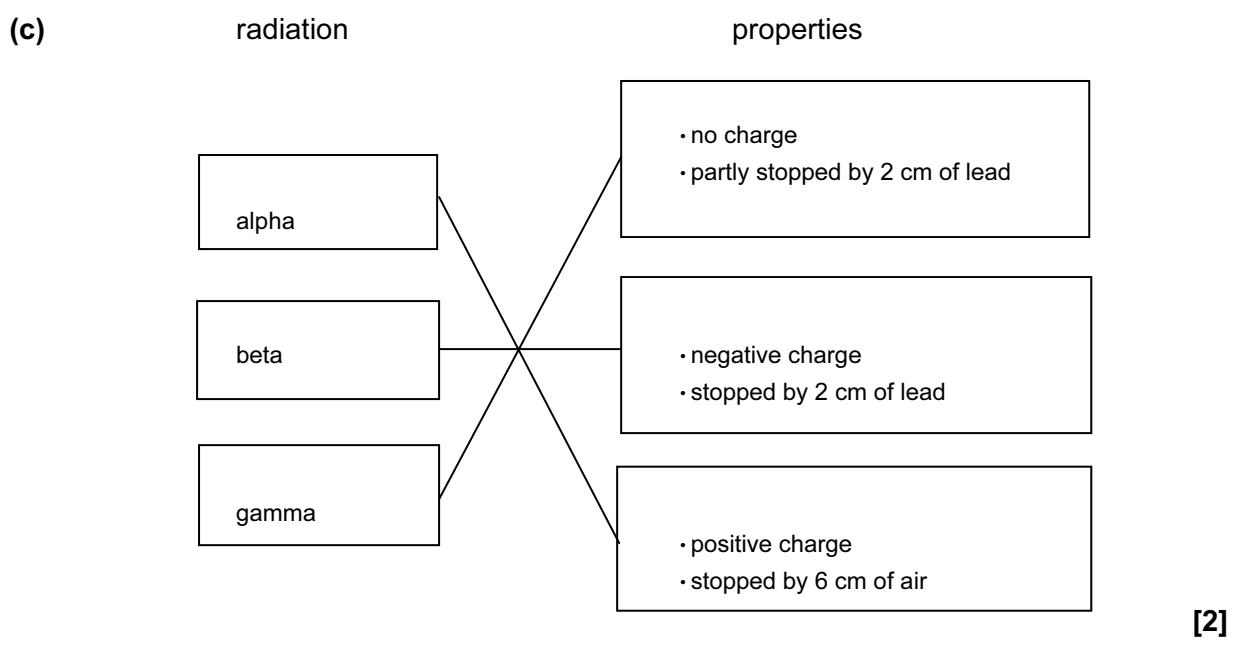 (c) radiation properties
· no charge
· partly stopped by 2 cm of lead
alpha
beta
· negative charge
· stopped by 2 cm of lead
gamma
· positive charge
· stopped by 6 cm of air
[2]